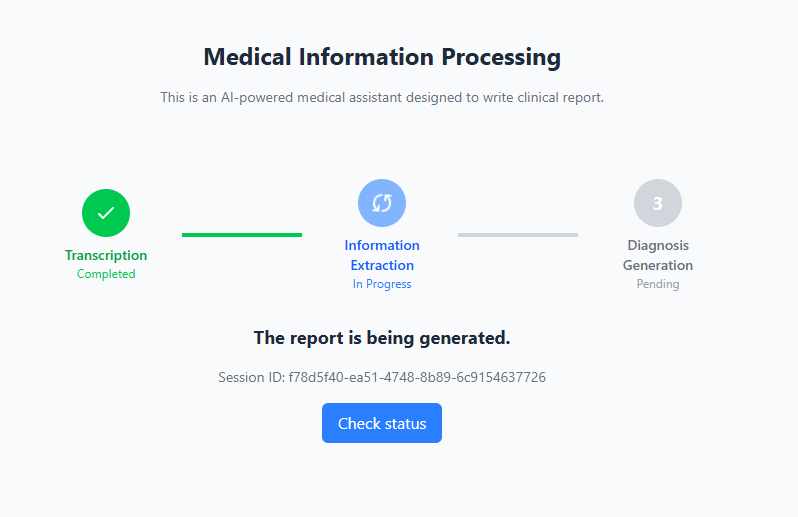 Medical Information Processing
This is an AI-powered medical assistant designed to write clinical report.
Transcription
Completed
Information
Extraction
In Progress
3
Diagnosis
Generation
Pending
The report is being generated.
Session ID: f78d5f40-ea51-4748-8b89-6c9154637726
Check status